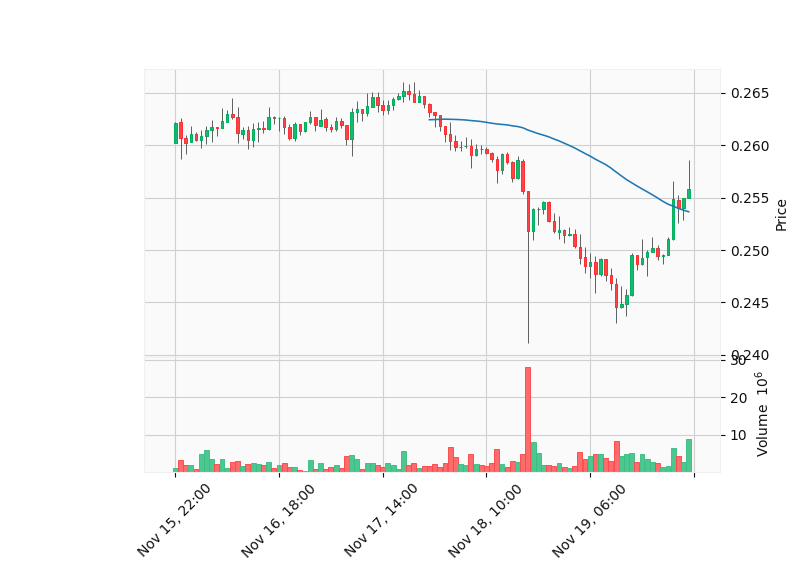 0.265
0.260
0.255
0.250
0.245
0.240
Price
30
20
10
Volume 10^6
Nov 15, 22:00
Nov 16, 18:00
Nov 17, 14:00
Nov 18, 10:00
Nov 19, 06:00